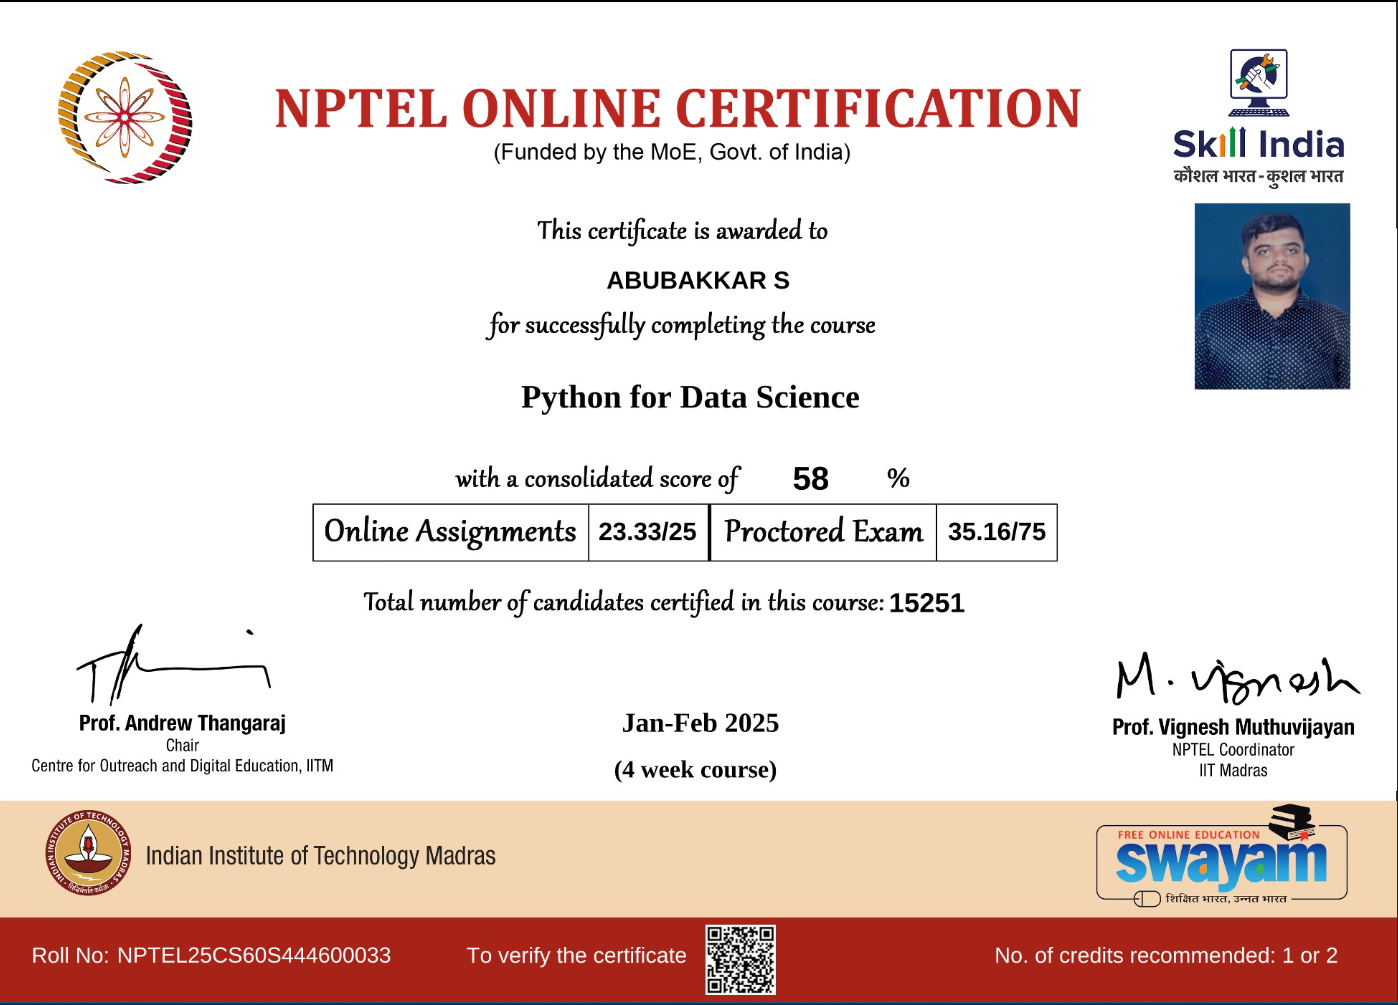 NPTEL ONLINE CERTIFICATION
(Funded by the MoE, Govt. of India)
Skill India
कौशल भारत - कुशल भारत
This certificate is awarded to
ABUBAKKAR S
for successfully completing the course
Python for Data Science
with a consolidated score of 58 %
Online Assignments 23.33/25 Proctored Exam 35.16/75
Total number of candidates certified in this course: 15251
M. Vignesh
Prof. Andrew Thangaraj
Chair
Centre for Outreach and Digital Education, IITM
Jan-Feb 2025
(4 week course)
Prof. Vignesh Muthuvijayan
NPTEL Coordinator
IIT Madras
INDIAN INSTITUTE OF TECHNOLOGY MADRAS
Indian Institute of Technology Madras
FREE ONLINE EDUCATION
swayam
शिक्षित भारत, उन्नत भारत
Roll No: NPTEL25CS60S444600033
To verify the certificate
No. of credits recommended: 1 or 2